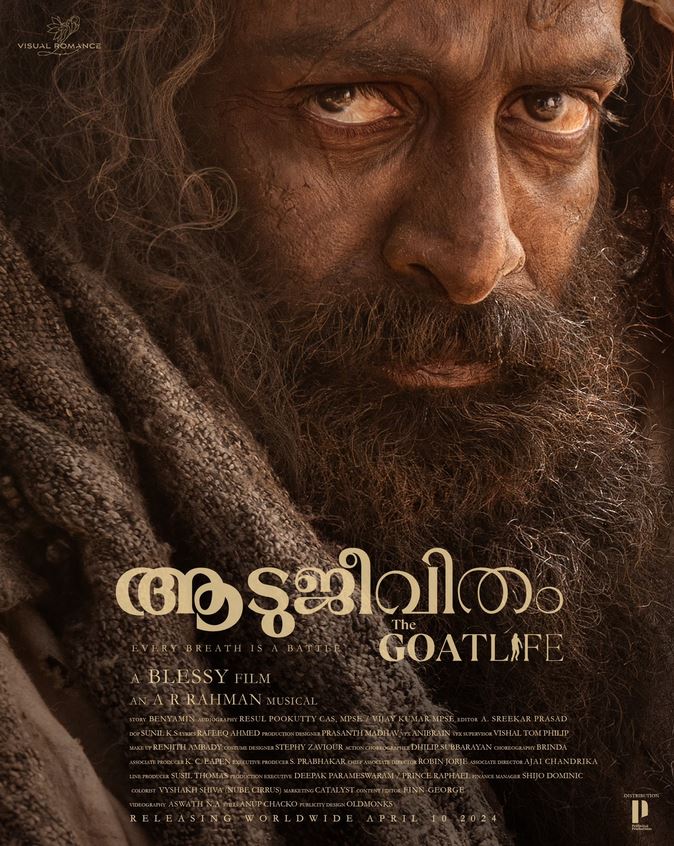 VISUAL ROMANCE
ആടുജീവിതം
The
GOATLIFE
EVERY BREATH IS A BATTLE
A BLESSY FILM
AN A R RAHMAN MUSICAL
STORY BENYAMIN AUDIOGRAPHY RESUL POOKUTTY CAS, MPSE / VIJAY KUMAR MPSE EDITOR A. SREEKAR PRASAD
DOP SUNIL K.S LYRICS RAFEEQ AHMED PRODUCTION DESIGNER PRASANTH MADHAV VFX ANIBRAIN VFX SUPERVISOR VISHAL TOM PHILIP
MAKE UP RENJITH AMBADY COSTUME DESIGNER STEPHY ZAVIOUR ACTION CHOREOGRAPHER DHILIP SUBBARAYAN CHOREOGRAPHY BRINDA
ASSOCIATE PRODUCER K. C. EAPEN EXECUTIVE PRODUCER S. PRABHAKAR CHIEF ASSOCIATE DIRECTOR ROBIN JORJE ASSOCIATE DIRECTOR AJAI CHANDRIKA
LINE PRODUCER SUSIL THOMAS PRODUCTION EXECUTIVE DEEPAK PARAMESWARAM / PRINCE RAPHAEL FINANCE MANAGER SHIJO DOMINIC
COLORIST VYSHAKH SHIVA (NUBE CIRRUS) MARKETING CATALYST CONTENT EDITOR FINN GEORGE
VIDEOGRAPHY ASWATH N.A STILL ANUP CHACKO PUBLICITY DESIGN OLDMONKS
RELEASING WORLDWIDE APRIL 10 2024
DISTRIBUTION
Prithviraj
Productions